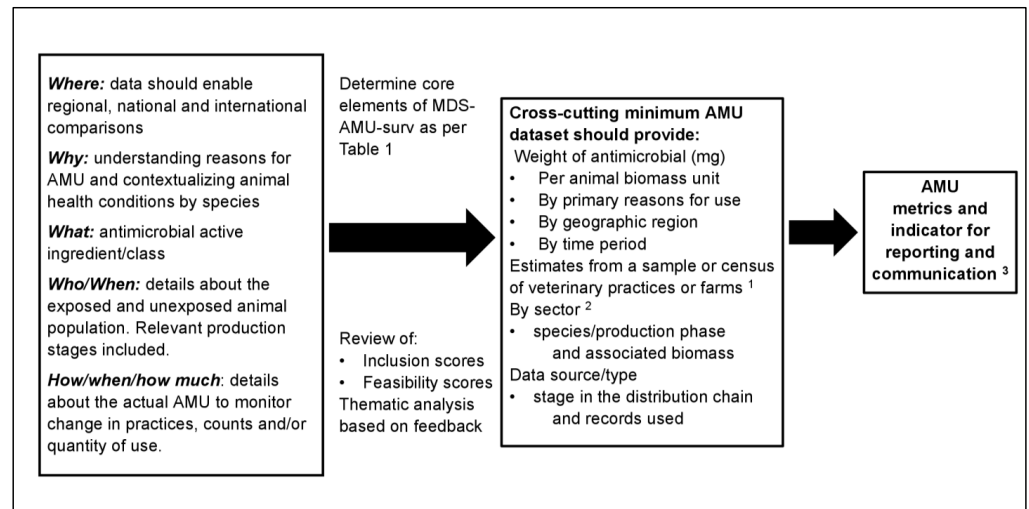 Where: data should enable
regional, national and international
comparisons
Why: understanding reasons for
AMU and contextualizing animal
health conditions by species
What: antimicrobial active
ingredient/class
Who/When: details about the
exposed and unexposed animal
population. Relevant production
stages included.
How/when/how much: details
about the actual AMU to monitor
change in practices, counts and/or
quantity of use.
Determine core
elements of MDS-
AMU-surv as per
Table 1
Review of:
• Inclusion scores
• Feasibility scores
Thematic analysis
based on feedback
Cross-cutting minimum AMU
dataset should provide:
Weight of antimicrobial (mg)
• Per animal biomass unit
• By primary reasons for use
• By geographic region
• By time period
Estimates from a sample or census
of veterinary practices or farms 1
By sector 2
• species/production phase
and associated biomass
Data source/type
• stage in the distribution chain
and records used
AMU
metrics and
indicator for
reporting and
communication 3